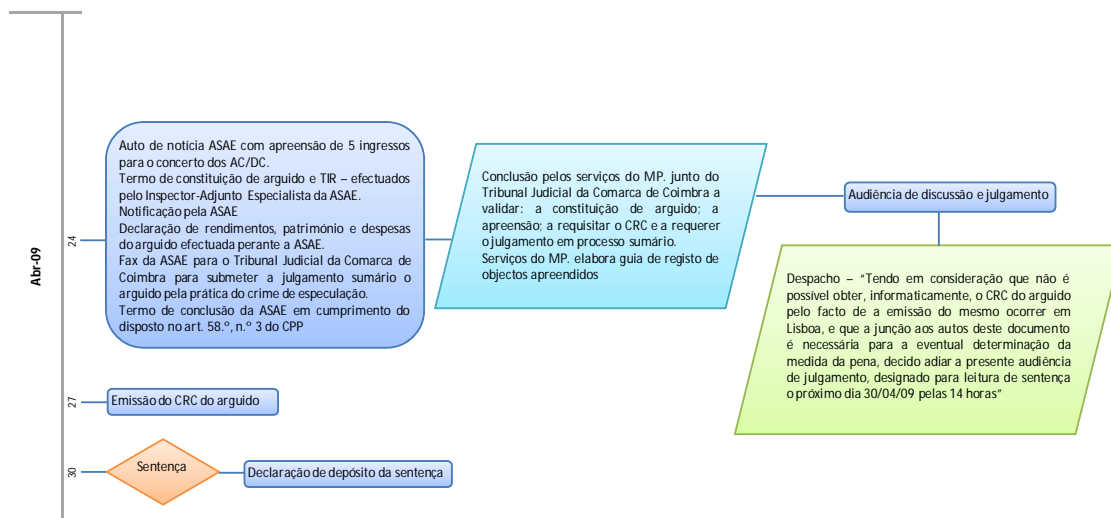 Abr-09
24
Auto de notícia ASAE com apreensão de 5 ingressos
para o concerto dos AC/DC.
Termo de constituição de arguido e TIR – efectuados
pelo Inspector-Adjunto Especialista da ASAE.
Notificação pela ASAE
Declaração de rendimentos, património e despesas
do arguido efectuada perante a ASAE.
Fax da ASAE para o Tribunal Judicial da Comarca de
Coimbra para submeter a julgamento sumário o
arguido pela prática do crime de especulação.
Termo de conclusão da ASAE em cumprimento do
disposto no art. 58.º, n.º 3 do CPP
Conclusão pelos serviços do MP. junto do
Tribunal Judicial da Comarca de Coimbra a
validar: a constituição de arguido; a
apreensão; a requisitar o CRC e a requerer
o julgamento em processo sumário.
Serviços do MP. elabora guia de registo de
objectos apreendidos
Audiência de discussão e julgamento
Despacho – “Tendo em consideração que não é
possível obter, informaticamente, o CRC do arguido
pelo facto de a emissão do mesmo ocorrer em
Lisboa, e que a junção aos autos deste documento
é necessária para a eventual determinação da
medida da pena, decido adiar a presente audiência
de julgamento, designado para leitura de sentença
o próximo dia 30/04/09 pelas 14 horas”
27
Emissão do CRC do arguido
30
Sentença
Declaração de depósito da sentença